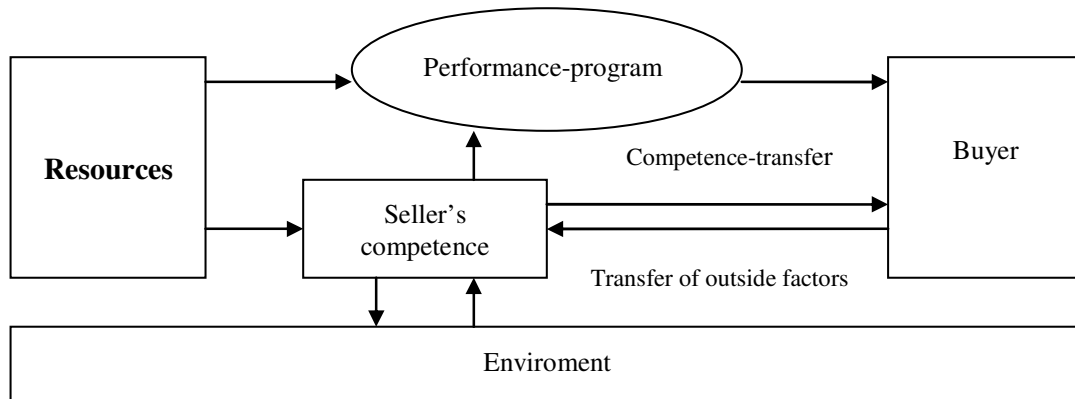 Performance-program
Resources
Buyer
Competence-transfer
Seller’s
competence
Transfer of outside factors
Enviroment